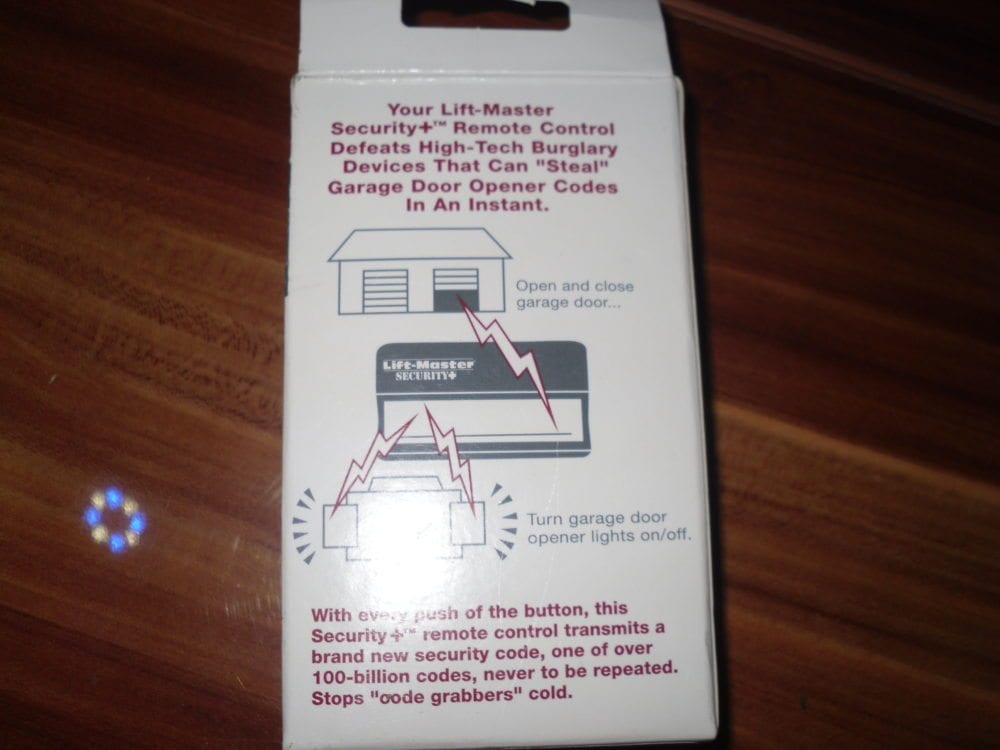 Your Lift-Master
Security+™ Remote Control
Defeats High-Tech Burglary
Devices That Can "Steal"
Garage Door Opener Codes
In An Instant.
Open and close
garage door...
Lift-Master
SECURITY+
Turn garage door
opener lights on/off.
With every push of the button, this
Security+™ remote control transmits a
brand new security code, one of over
100-billion codes, never to be repeated.
Stops "code grabbers" cold.